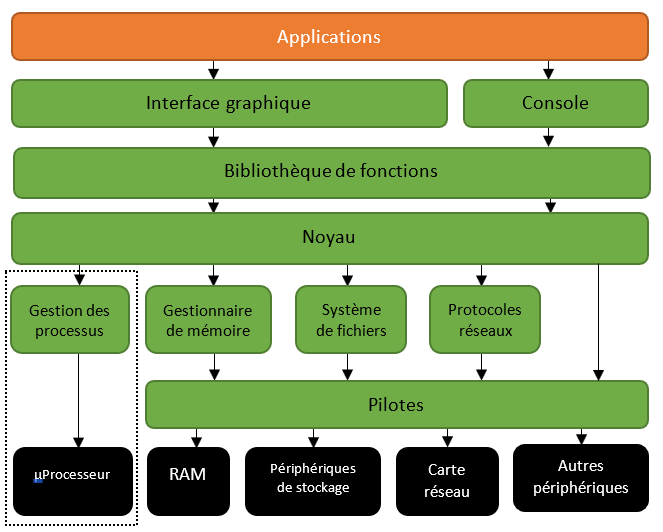 Applications
Interface graphique
Console
Bibliothèque de fonctions
Noyau
Gestion des
processus
Gestionnaire
de mémoire
Système
de fichiers
Protocoles
réseaux
Pilotes
µProcesseur
RAM
Périphériques
de stockage
Carte
réseau
Autres
périphériques